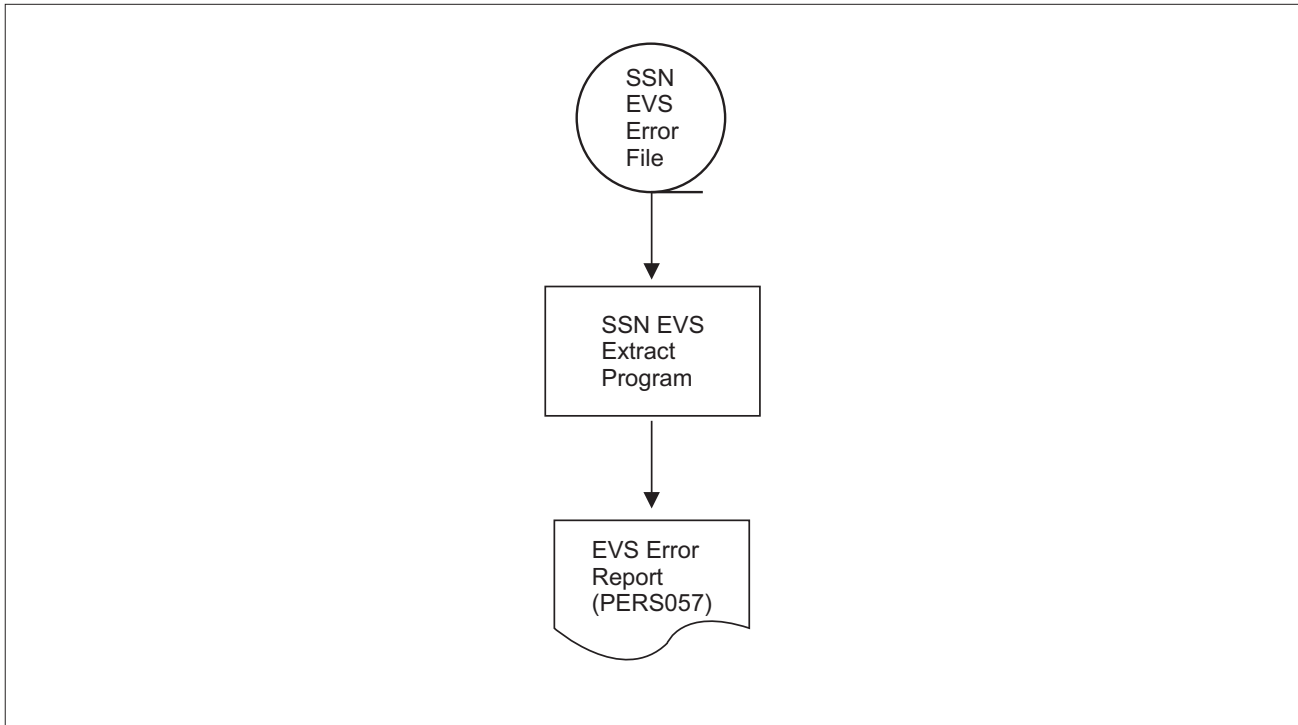 SSN
EVS
Error
File
SSN EVS
Extract
Program
EVS Error
Report
(PERS057)